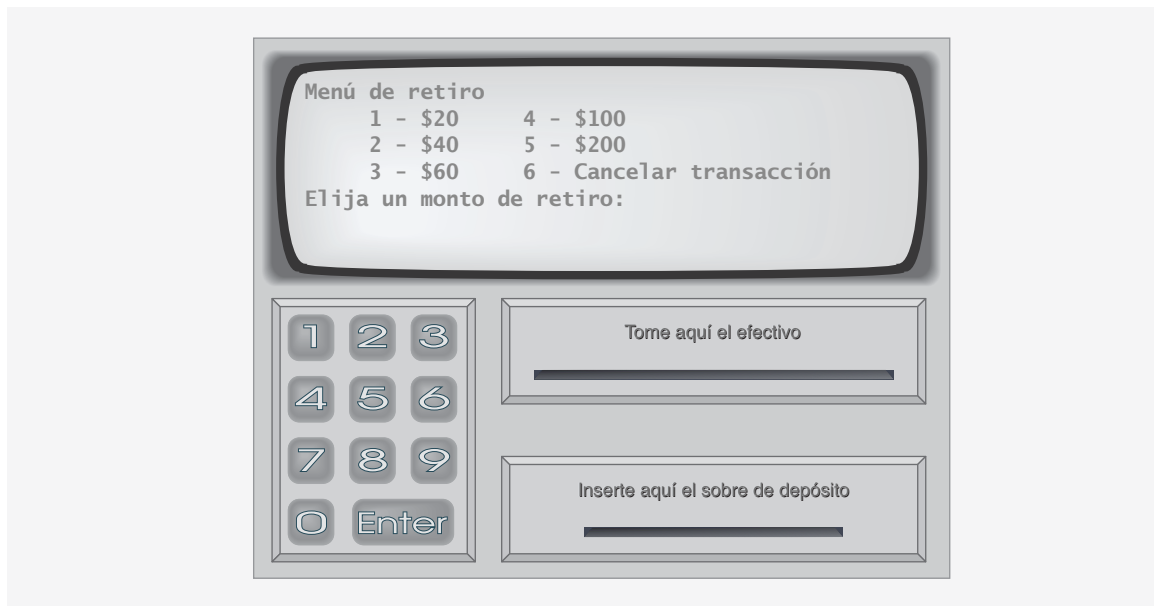 Menú de retiro
1 – $20 4 – $100
2 – $40 5 – $200
3 – $60 6 – Cancelar transacción
Elija un monto de retiro:
1 2 3
4 5 6
7 8 9
0 Enter
Tome aquí el efectivo
Inserte aquí el sobre de depósito